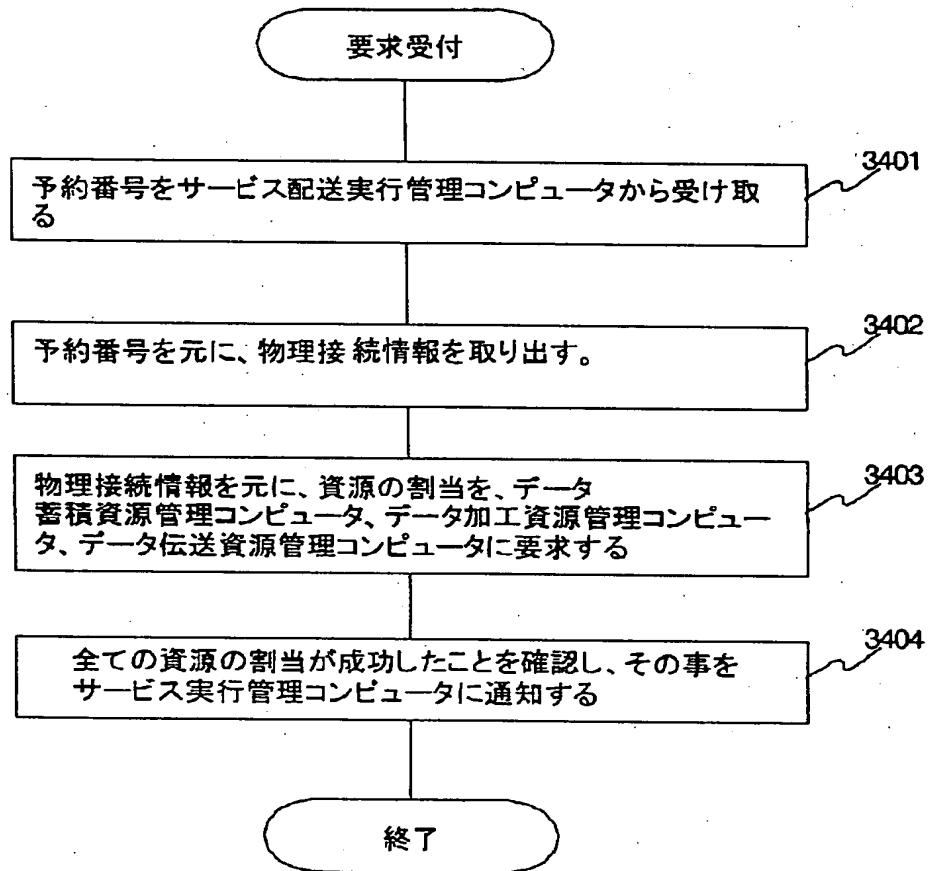 要求受付
3401
予約番号をサービス配送実行管理コンピュータから受け取
る
3402
予約番号を元に、物理接続情報を取り出す。
3403
物理接続情報を元に、資源の割当を、データ
蓄積資源管理コンピュータ、データ加工資源管理コンピュー
タ、データ伝送資源管理コンピュータに要求する
3404
全ての資源の割当が成功したことを確認し、その事を
サービス実行管理コンピュータに通知する
終了